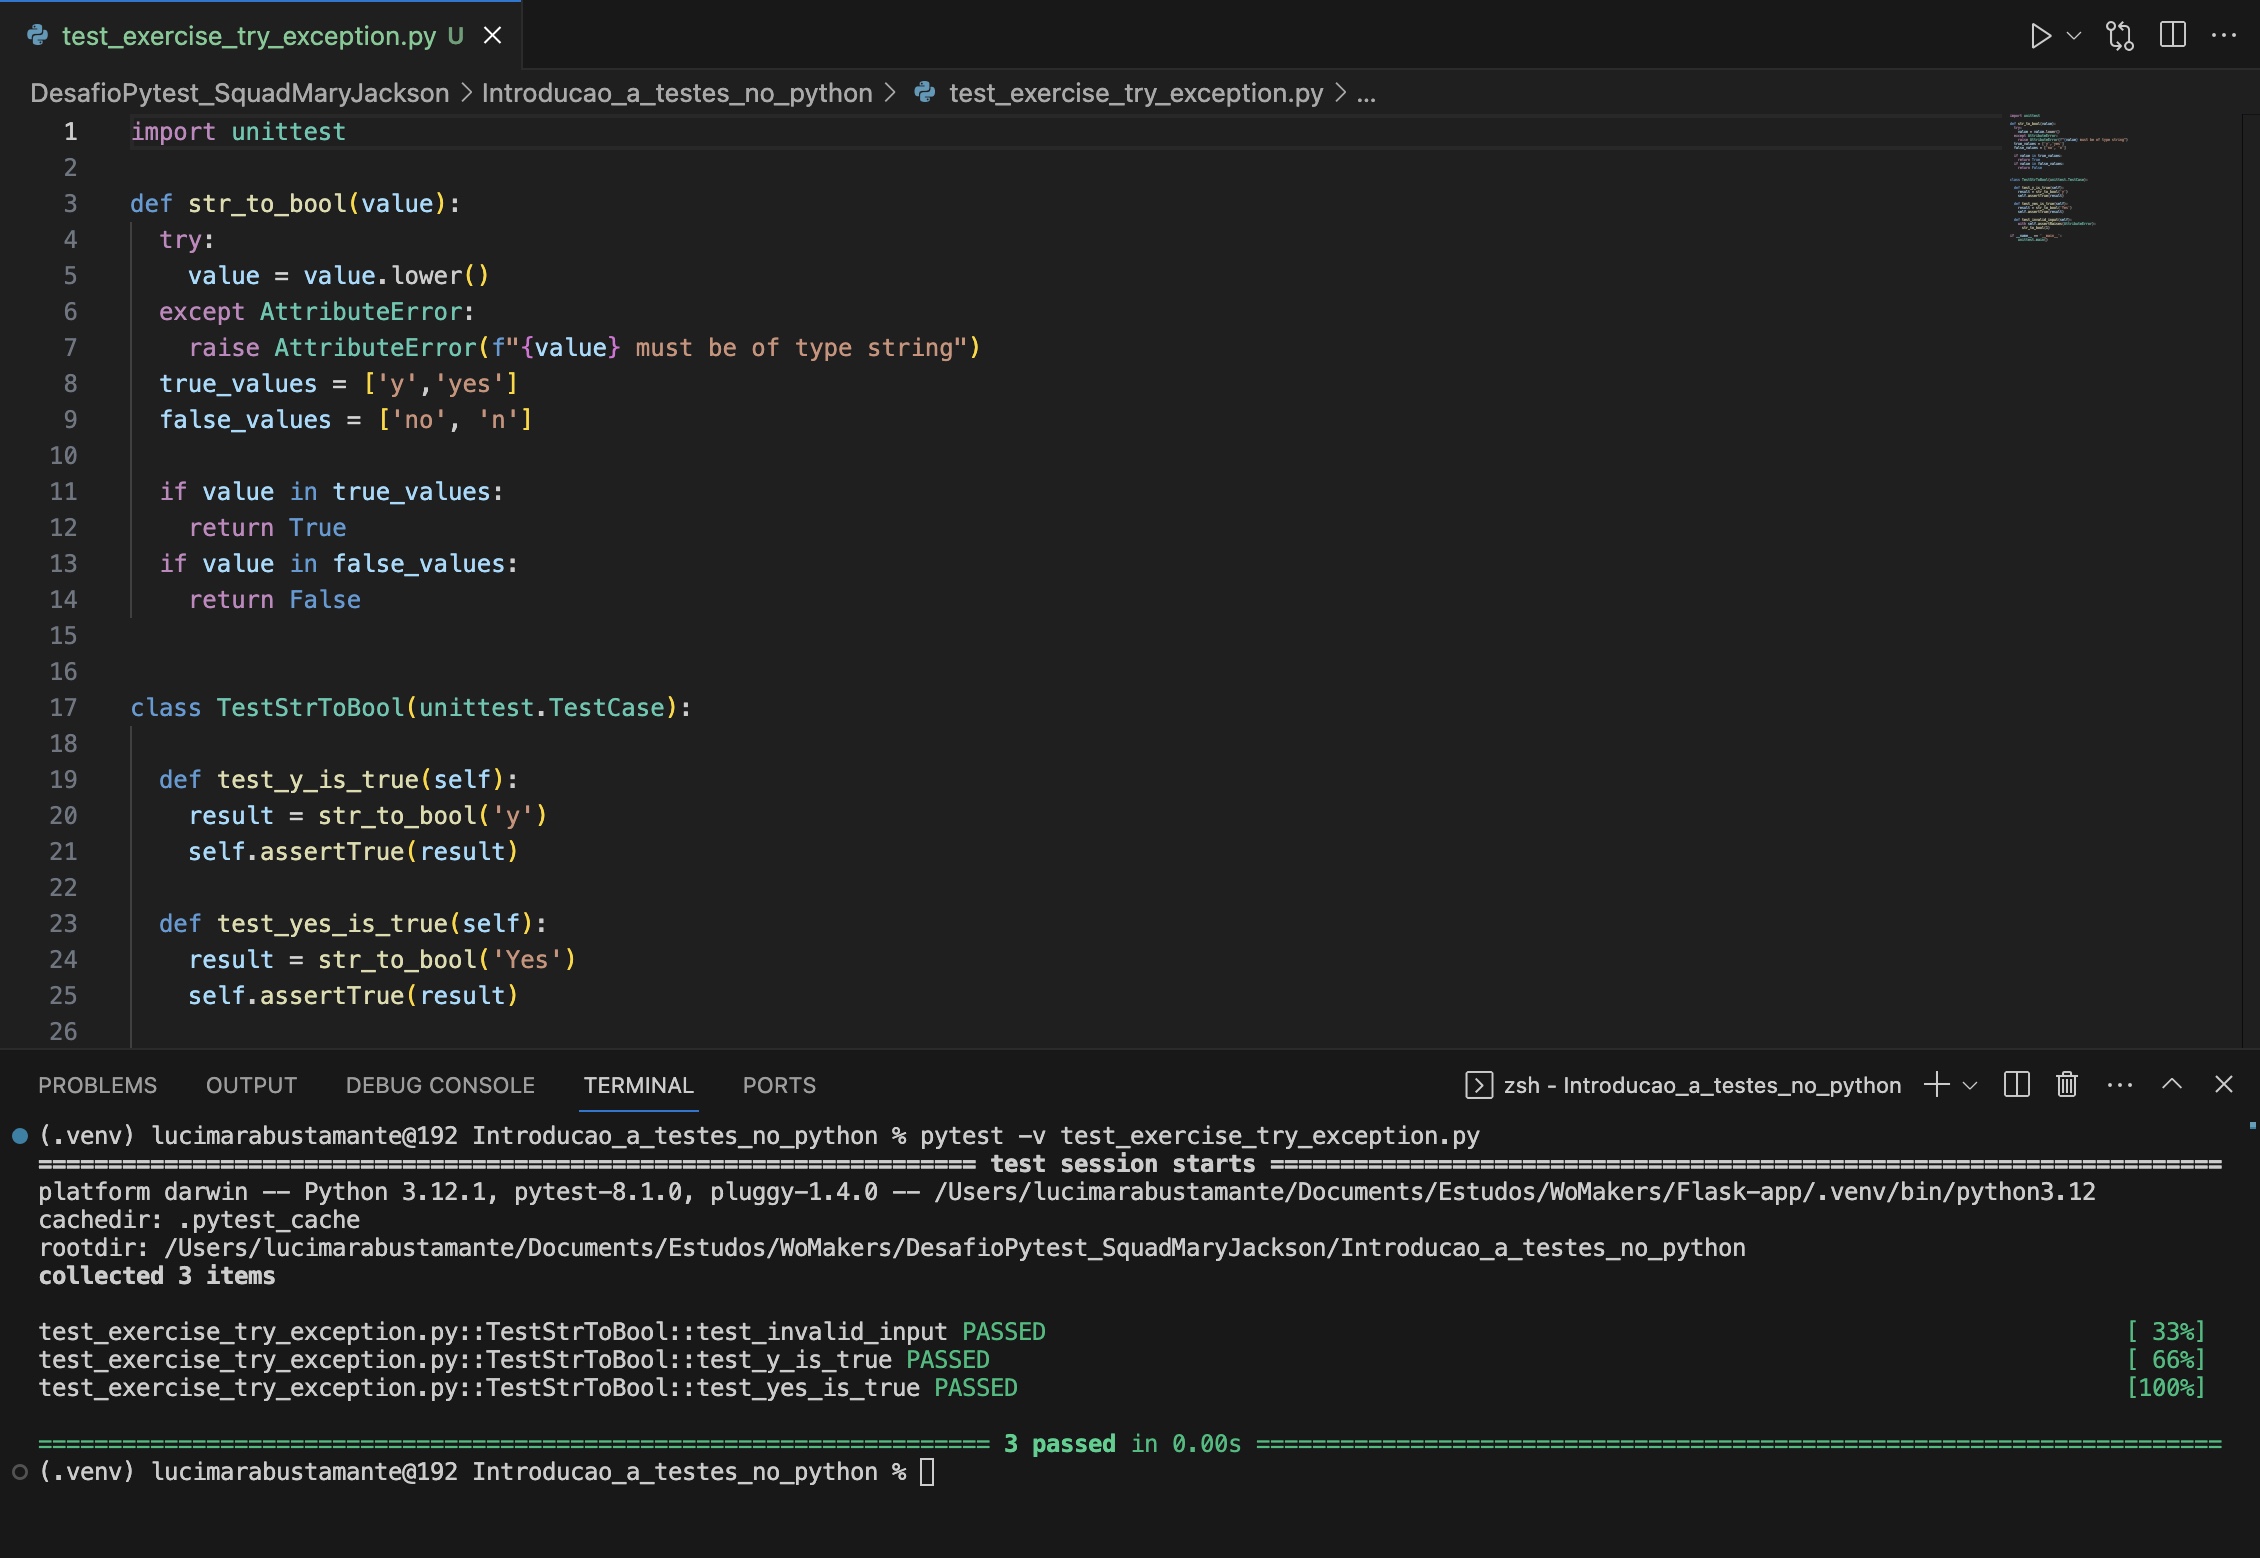 test_exercise_try_exception.py U
DesafioPytest_SquadMaryJackson > Introducao_a_testes_no_python > test_exercise_try_exception.py > ...
1 import unittest
2
3 def str_to_bool(value):
4 try:
5 value = value.lower()
6 except AttributeError:
7 raise AttributeError(f"{value} must be of type string")
8 true_values = ['y','yes']
9 false_values = ['no', 'n']
10
11 if value in true_values:
12 return True
13 if value in false_values:
14 return False
15
16
17 class TestStrToBool(unittest.TestCase):
18
19 def test_y_is_true(self):
20 result = str_to_bool('y')
21 self.assertTrue(result)
22
23 def test_yes_is_true(self):
24 result = str_to_bool('Yes')
25 self.assertTrue(result)
26
PROBLEMS OUTPUT DEBUG CONSOLE TERMINAL PORTS zsh - Introducao_a_testes_no_python
(.venv) lucimarabustamante@192 Introducao_a_testes_no_python % pytest -v test_exercise_try_exception.py
=================================================================== test session starts ====================================================================
platform darwin -- Python 3.12.1, pytest-8.1.0, pluggy-1.4.0 -- /Users/lucimarabustamante/Documents/Estudos/WoMakers/Flask-app/.venv/bin/python3.12
cachedir: .pytest_cache
rootdir: /Users/lucimarabustamante/Documents/Estudos/WoMakers/DesafioPytest_SquadMaryJackson/Introducao_a_testes_no_python
collected 3 items
test_exercise_try_exception.py::TestStrToBool::test_invalid_input PASSED [ 33%]
test_exercise_try_exception.py::TestStrToBool::test_y_is_true PASSED [ 66%]
test_exercise_try_exception.py::TestStrToBool::test_yes_is_true PASSED [100%]
==================================================================== 3 passed in 0.00s =====================================================================
(.venv) lucimarabustamante@192 Introducao_a_testes_no_python %